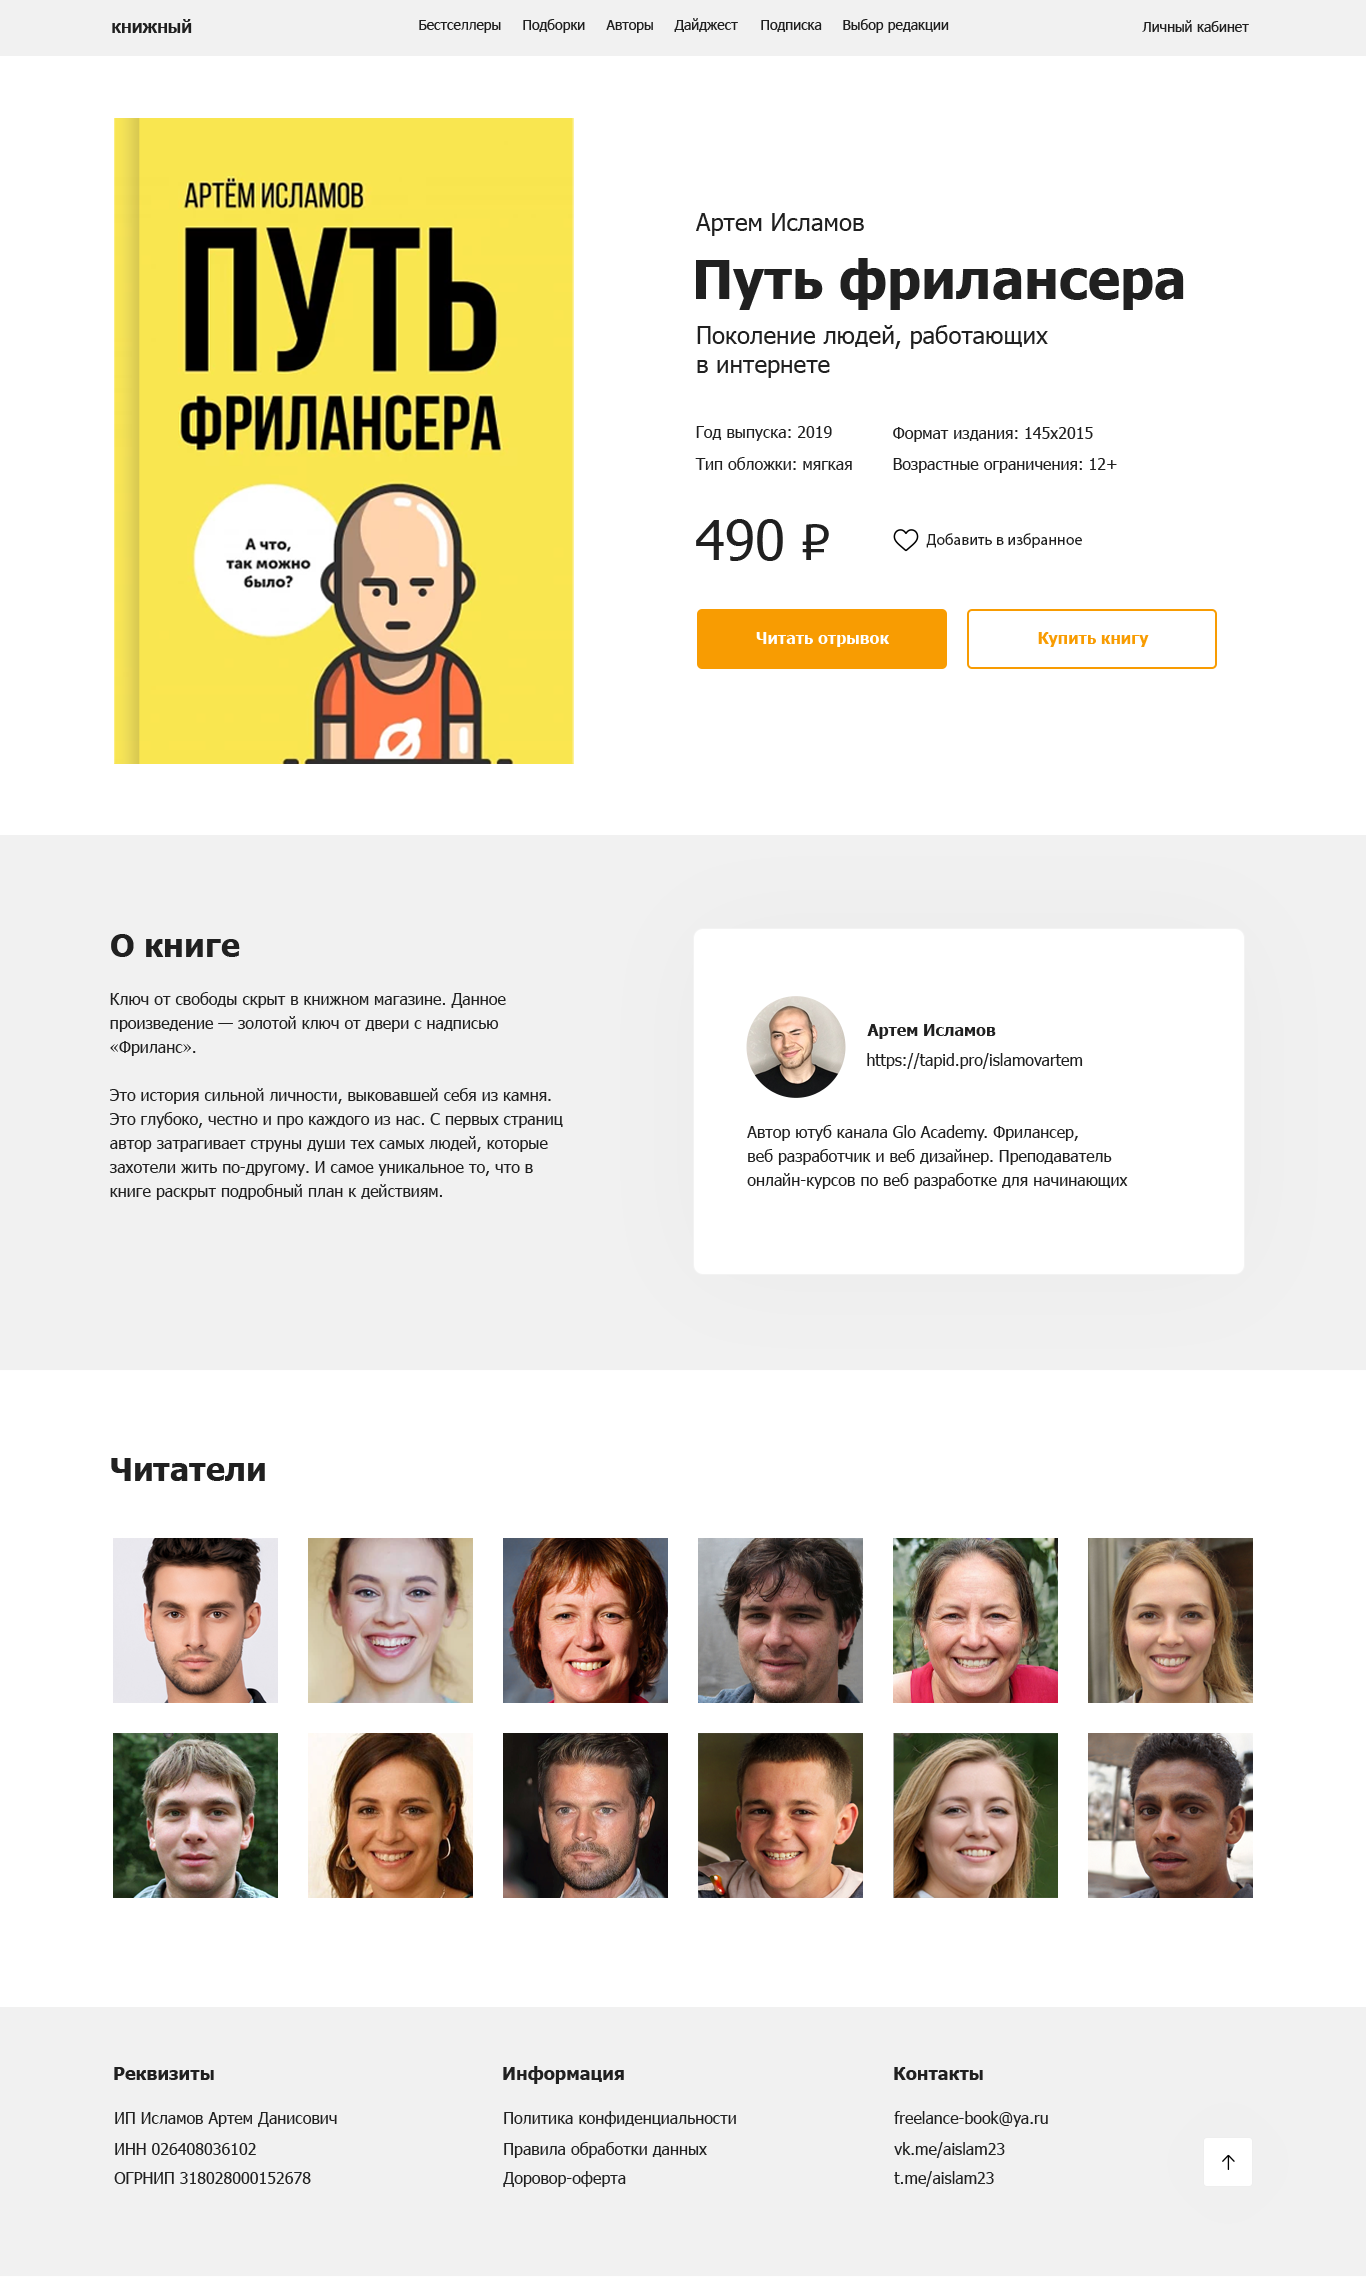 книжный
Бестселлеры Подборки Авторы Дайджест Подписка Выбор редакции
Личный кабинет
АРТЁМ ИСЛАМОВ
ПУТЬ
ФРИЛАНСЕРА
А что,
так можно
было?
Артем Исламов
Путь фрилансера
Поколение людей, работающих
в интернете
Год выпуска: 2019
Формат издания: 145x2015
Тип обложки: мягкая
Возрастные ограничения: 12+
490 ₽
Добавить в избранное
Читать отрывок
Купить книгу
О книге
Ключ от свободы скрыт в книжном магазине. Данное
произведение — золотой ключ от двери с надписью
«Фриланс».
Это история сильной личности, выковавшей себя из камня.
Это глубоко, честно и про каждого из нас. С первых страниц
автор затрагивает струны души тех самых людей, которые
захотели жить по-другому. И самое уникальное то, что в
книге раскрыт подробный план к действиям.
Артем Исламов
https://tapid.pro/islamovartem
Автор ютуб канала Glo Academy. Фрилансер,
веб разработчик и веб дизайнер. Преподаватель
онлайн-курсов по веб разработке для начинающих
Читатели
Реквизиты
ИП Исламов Артем Данисович
ИНН 026408036102
ОГРНИП 318028000152678
Информация
Политика конфиденциальности
Правила обработки данных
Доровор-оферта
Контакты
freelance-book@ya.ru
vk.me/aislam23
t.me/aislam23